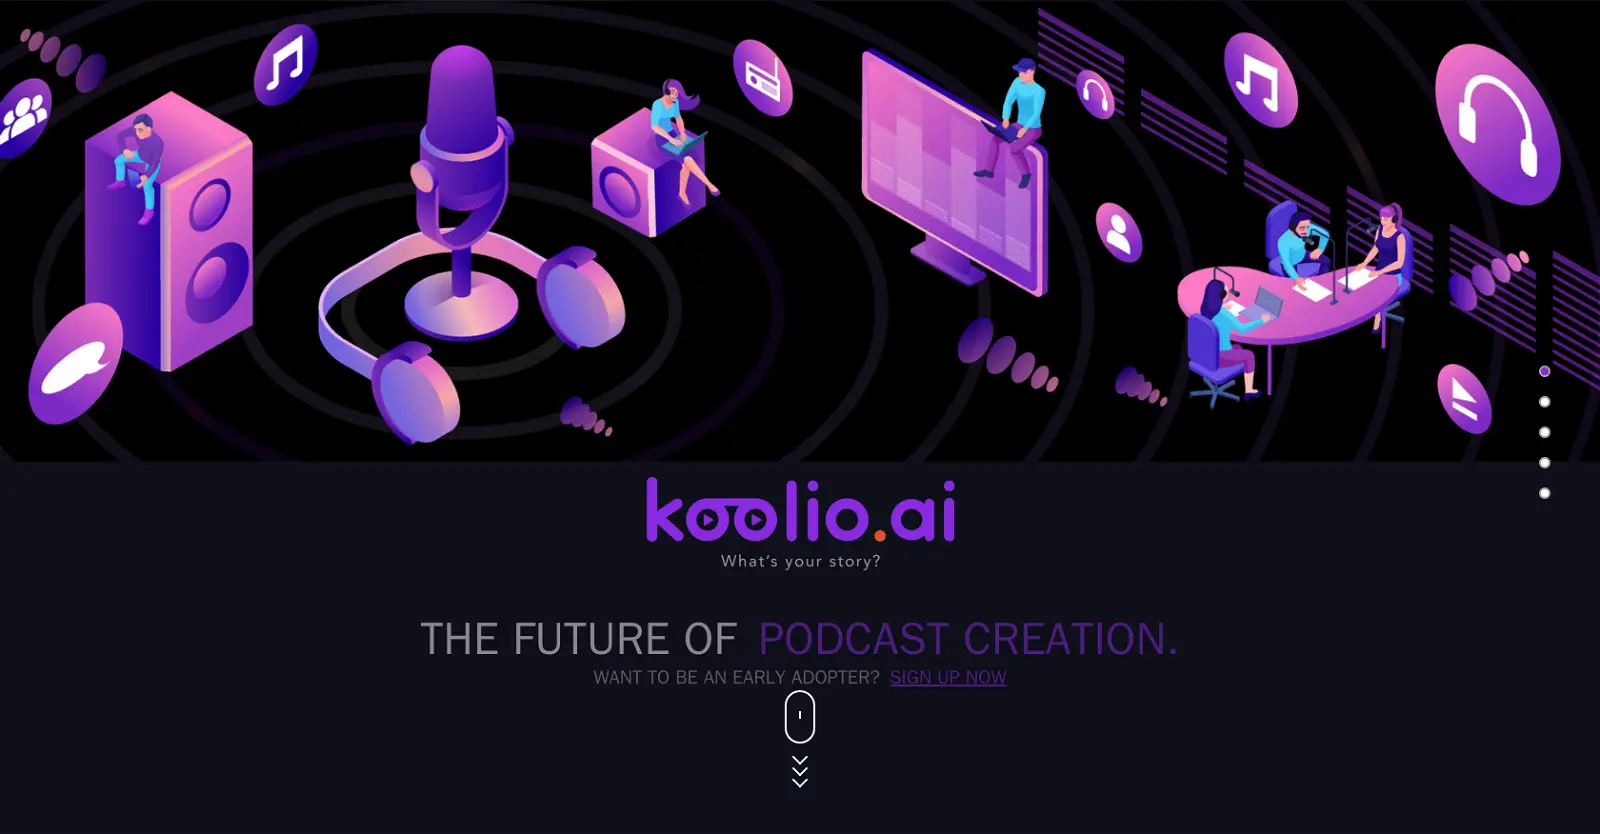 koolio.ai
What's your story?
THE FUTURE OF PODCAST CREATION.
WANT TO BE AN EARLY ADOPTER? SIGN UP NOW